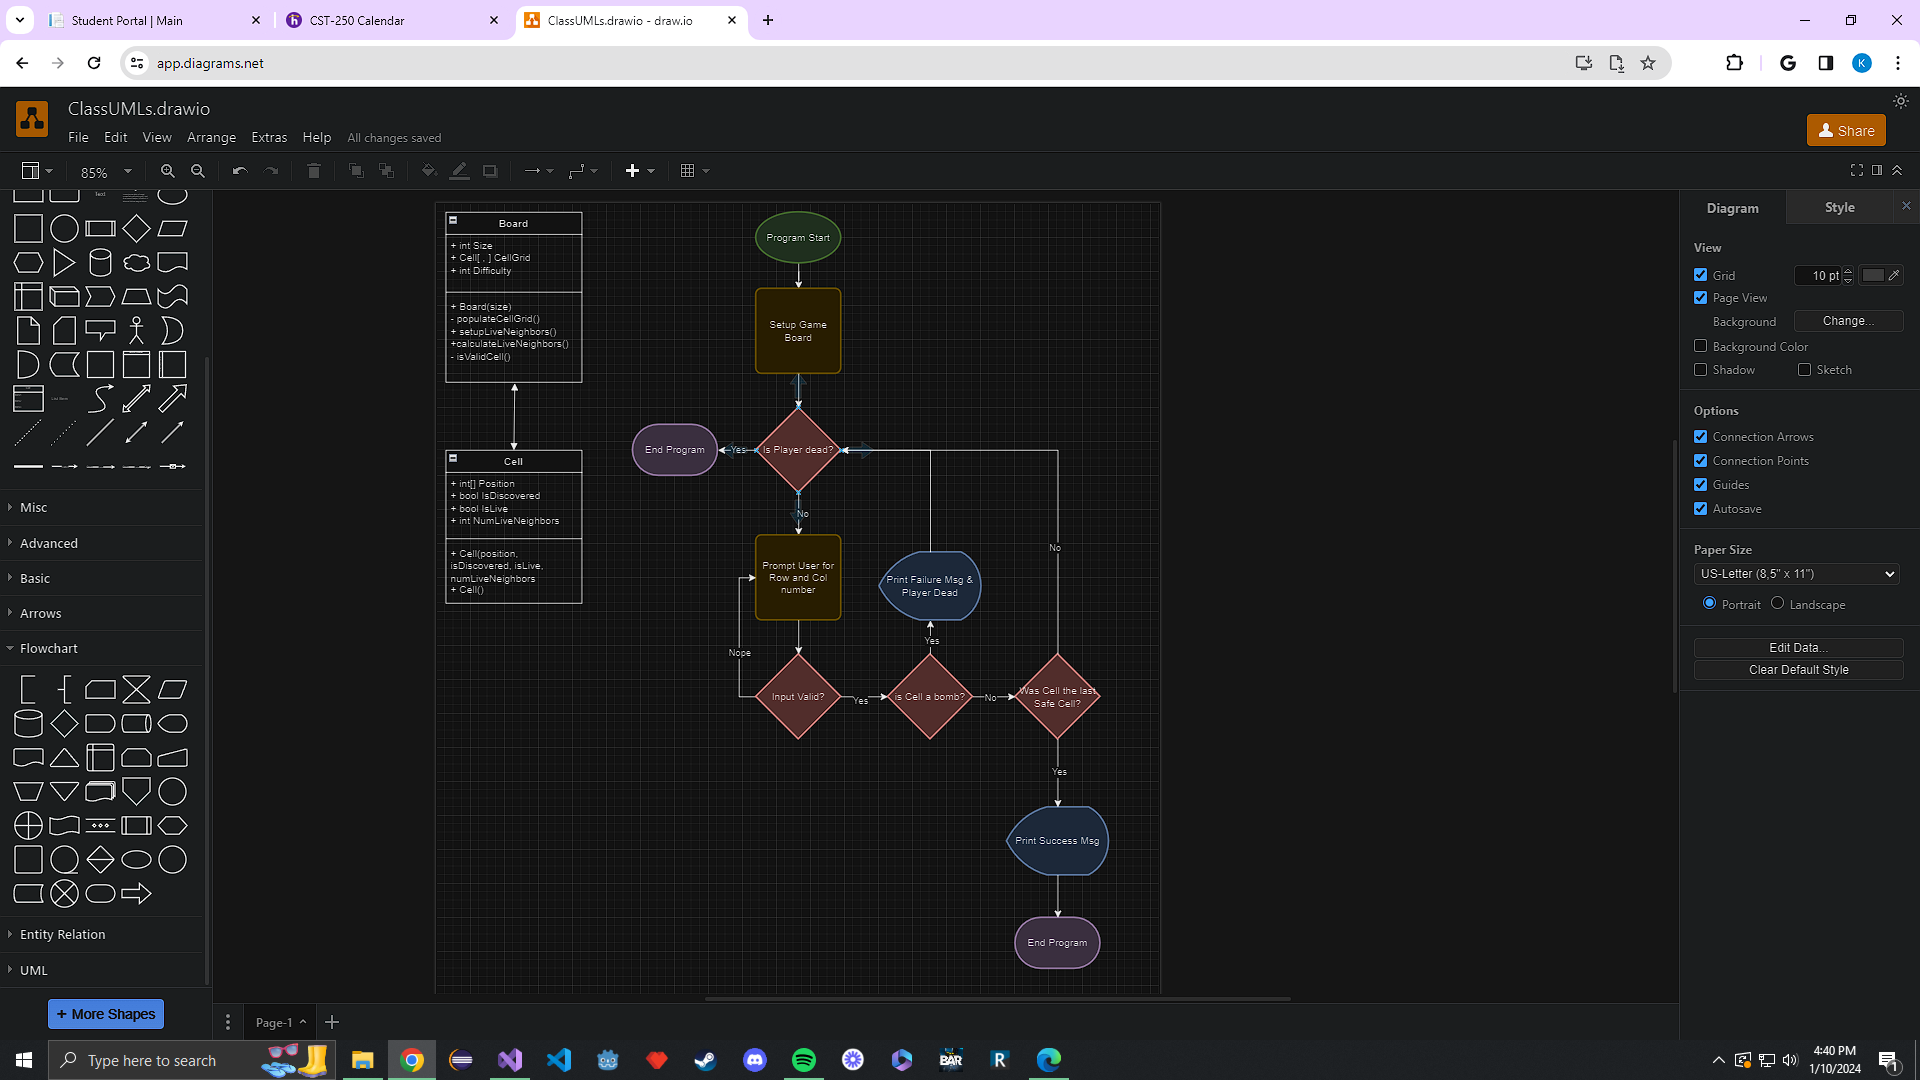 Student Portal | Main
CST-250 Calendar
ClassUMLs.drawio - draw.io
app.diagrams.net
K
ClassUMLs.drawio
File Edit View Arrange Extras Help All changes saved
Share
85%
Diagram
Style
View
Grid
10 pt
Page View
Background
Change...
Background Color
Shadow
Sketch
Options
Connection Arrows
Connection Points
Guides
Autosave
Paper Size
US-Letter (8,5" x 11")
Portrait
Landscape
Edit Data...
Clear Default Style
Text
List Item
Misc
Advanced
Basic
Arrows
Flowchart
Entity Relation
UML
+ More Shapes
Board
+ int Size
+ Cell[ , ] CellGrid
+ int Difficulty
+ Board(size)
- populateCellGrid()
+ setupLiveNeighbors()
+calculateLiveNeighbors()
- isValidCell()
Cell
+ int[] Position
+ bool IsDiscovered
+ bool IsLive
+ int NumLiveNeighbors
+ Cell(position,
isDiscovered, isLive,
numLiveNeighbors
+ Cell()
Program Start
Setup Game
Board
End Program
Yes
Is Player dead?
No
Prompt User for
Row and Col
number
Print Failure Msg &
Player Dead
No
Nope
Yes
Input Valid?
Yes
is Cell a bomb?
No
Was Cell the last
Safe Cell?
Yes
Print Success Msg
End Program
Page-1
Type here to search
BAR
R
4:40 PM
1/10/2024
1